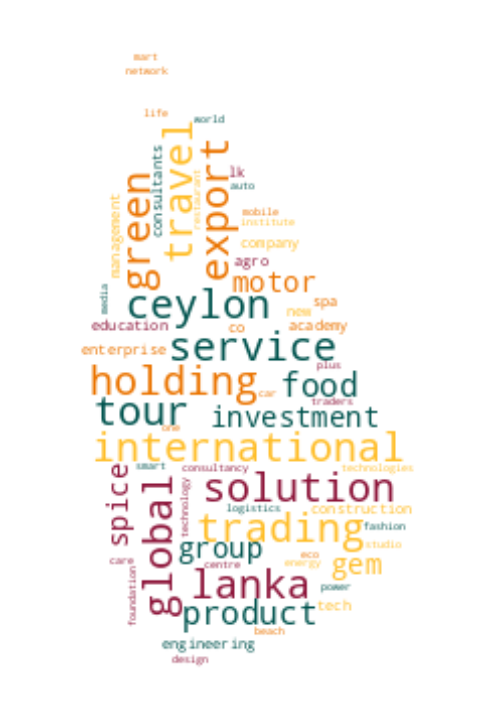 mart
network
life
world
travel
export
green
consultants
restaurant
management
lk
auto
mobile
institute
company
agro
motor
media
ceylon
spa
new
education
co
academy
enterprise
service
plus
holding
food
car
traders
tour
investment
one
international
smart
consultancy
technologies
spice
global
technology
solution
logistics
construction
trading
fashion
group
studio
eco
care
centre
energy
gem
foundation
lanka
power
product
tech
beach
engineering
design